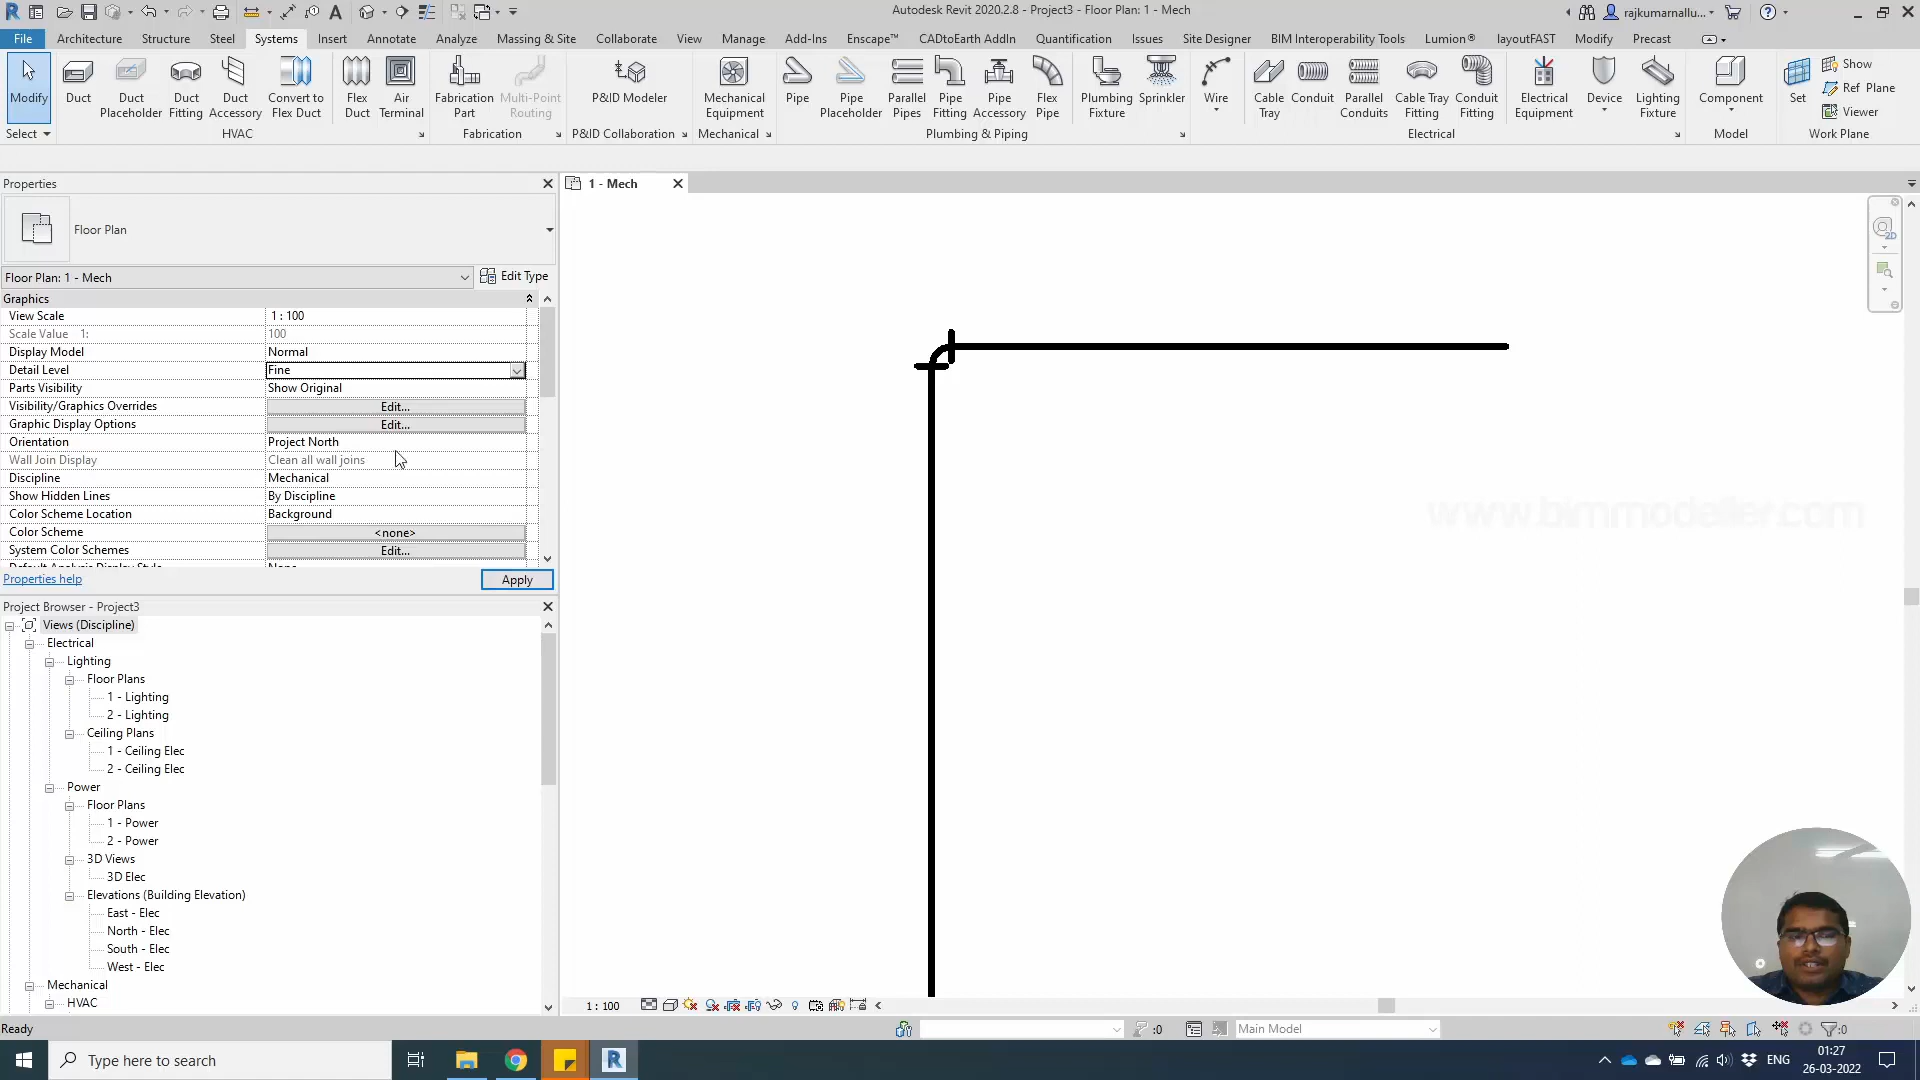 Autodesk Revit 2020.2.8 - Project3 - Floor Plan: 1 - Mech
rajkumarnallu...
File Architecture Structure Steel Systems Insert Annotate Analyze Massing & Site Collaborate View Manage Add-Ins Enscape™ CADtoEarth AddIn Quantification Issues Site Designer BIM Interoperability Tools Lumion® layoutFAST Modify Precast
Modify
Duct
Duct Placeholder
Duct Fitting
Duct Accessory
Convert to Flex Duct
Flex Duct
Air Terminal
Fabrication Part
Multi-Point Routing
P&ID Modeler
Mechanical Equipment
Pipe
Pipe Placeholder
Parallel Pipes
Pipe Fitting
Pipe Accessory
Flex Pipe
Plumbing Fixture
Sprinkler
Wire
Cable Tray
Conduit
Parallel Conduits
Cable Tray Fitting
Conduit Fitting
Electrical Equipment
Device
Lighting Fixture
Component
Set
Show
Ref Plane
Viewer
Select HVAC Fabrication P&ID Collaboration Mechanical Plumbing & Piping Electrical Model Work Plane
Properties
1 - Mech
Floor Plan
Floor Plan: 1 - Mech Edit Type
Graphics
View Scale 1 : 100
Scale Value 1: 100
Display Model Normal
Detail Level Fine
Parts Visibility Show Original
Visibility/Graphics Overrides Edit...
Graphic Display Options Edit...
Orientation Project North
Wall Join Display Clean all wall joins
Discipline Mechanical
Show Hidden Lines By Discipline
Color Scheme Location Background
Color Scheme <none>
System Color Schemes Edit...
Default Analysis Display Style None
Properties help Apply
www.bimmodeller.com
2D
Project Browser - Project3
Views (Discipline)
Electrical
Lighting
Floor Plans
1 - Lighting
2 - Lighting
Ceiling Plans
1 - Ceiling Elec
2 - Ceiling Elec
Power
Floor Plans
1 - Power
2 - Power
3D Views
3D Elec
Elevations (Building Elevation)
East - Elec
North - Elec
South - Elec
West - Elec
Mechanical
HVAC
1 : 100
Ready
:0
Main Model
:0
Type here to search
ENG
01:27
26-03-2022